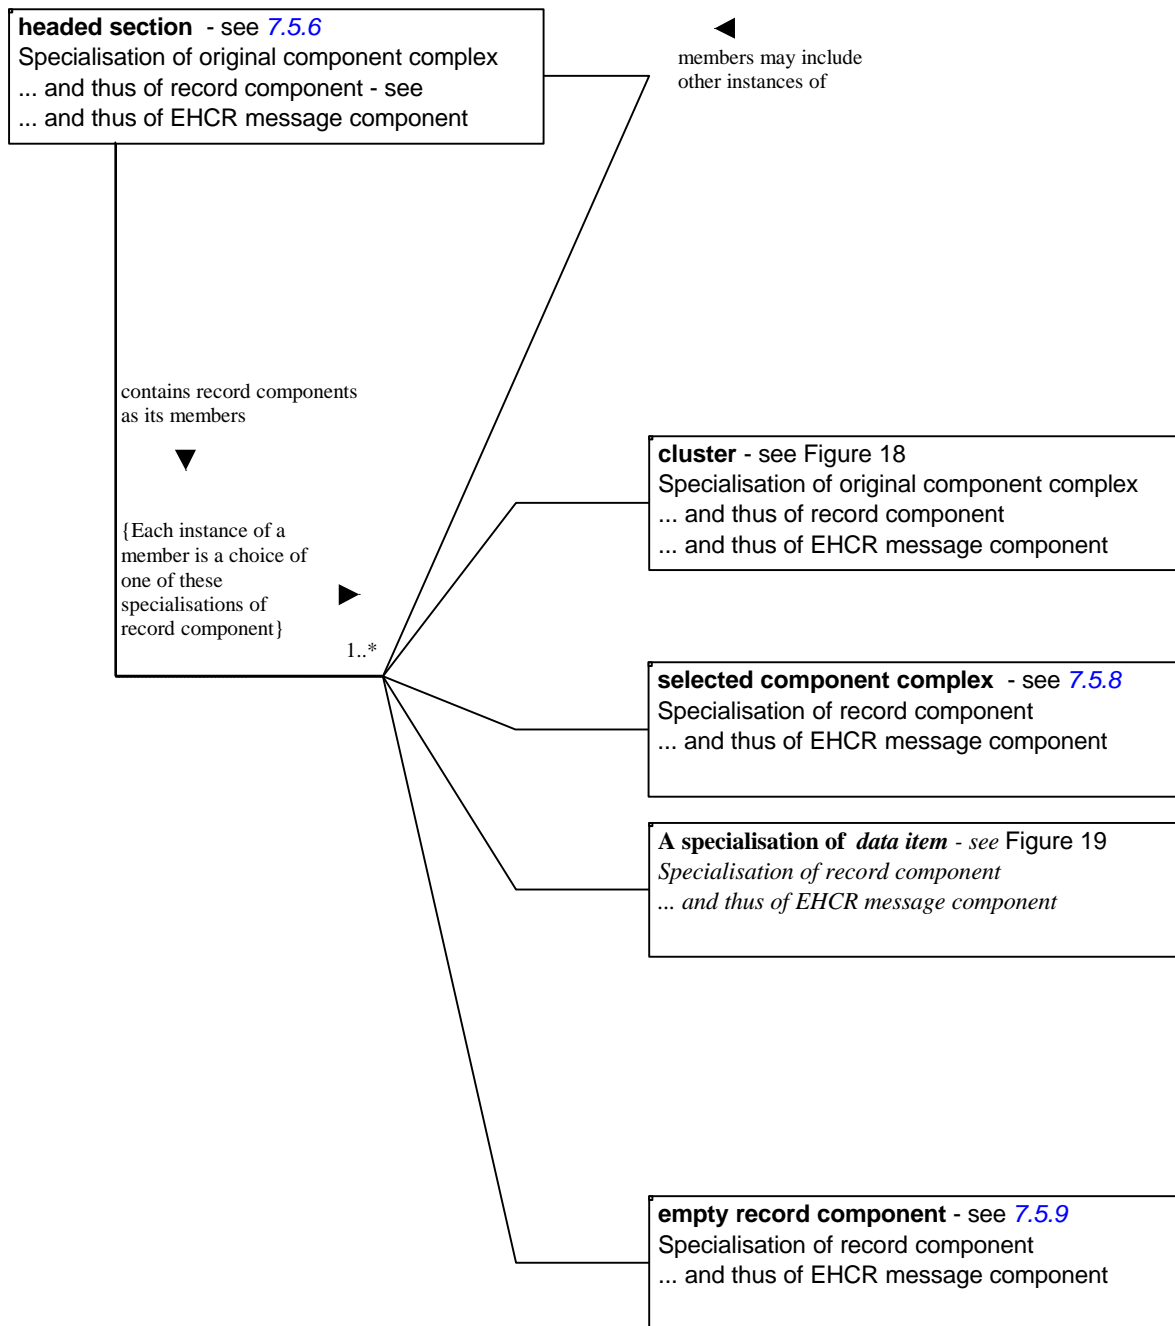 headed section - see 7.5.6
Specialisation of original component complex
... and thus of record component - see
... and thus of EHCR message component
members may include
other instances of
contains record components
as its members
{Each instance of a
member is a choice of
one of these
specialisations of
record component}
1..*
cluster - see Figure 18
Specialisation of original component complex
... and thus of record component
... and thus of EHCR message component
selected component complex - see 7.5.8
Specialisation of record component
... and thus of EHCR message component
A specialisation of data item - see Figure 19
Specialisation of record component
... and thus of EHCR message component
empty record component - see 7.5.9
Specialisation of record component
... and thus of EHCR message component